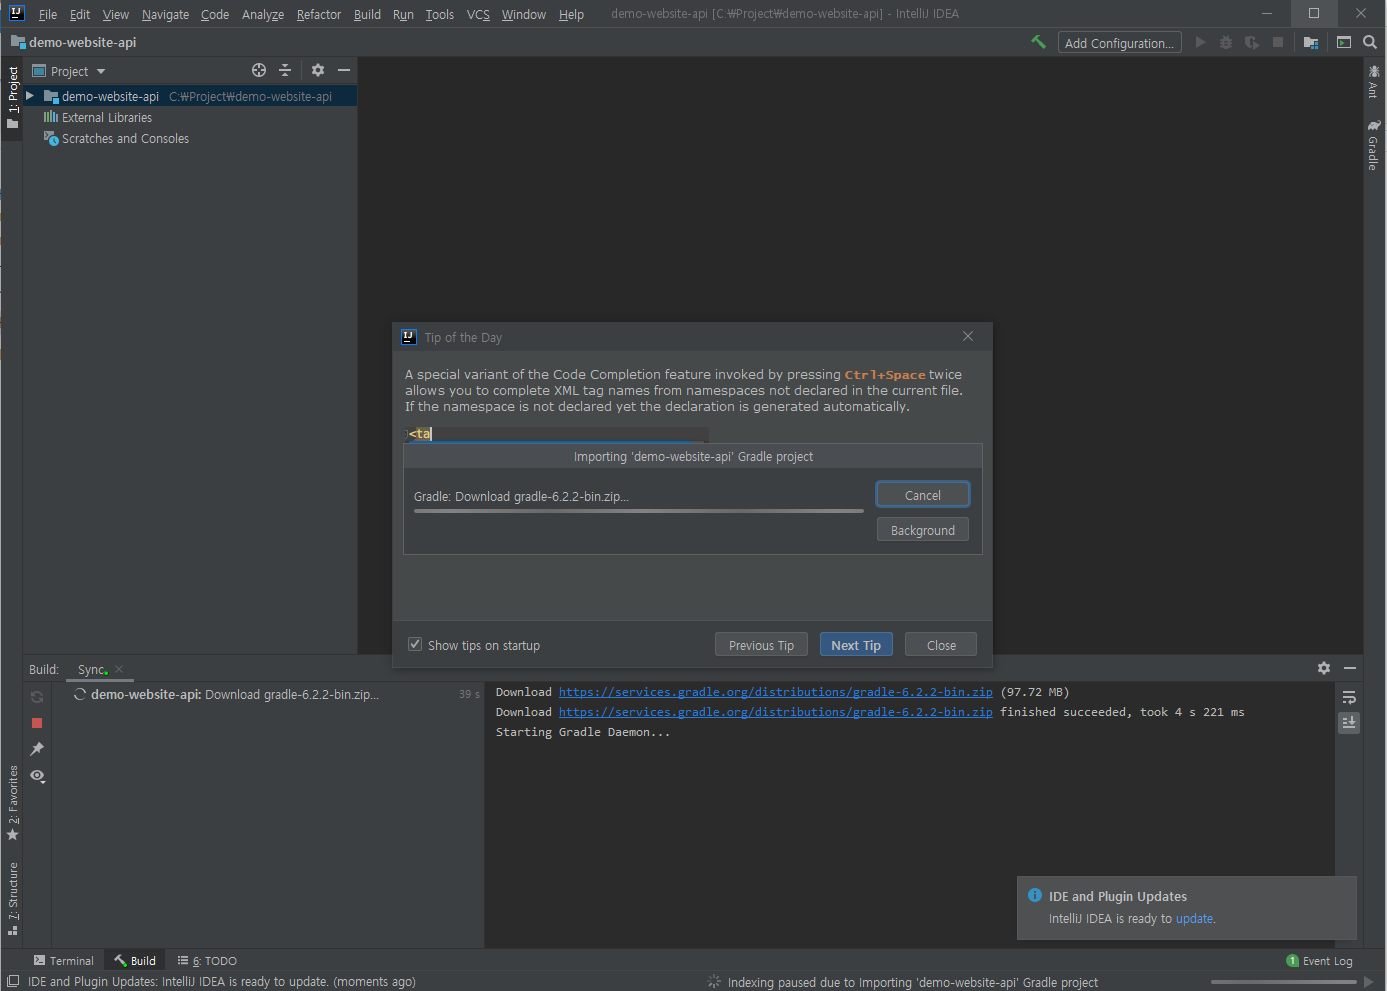 File Edit View Navigate Code Analyze Refactor Build Run Tools VCS Window Help demo-website-api [C:₩Project₩demo-website-api] - IntelliJ IDEA
demo-website-api
Add Configuration...
1: Project
Project
demo-website-api C:₩Project₩demo-website-api
External Libraries
Scratches and Consoles
Ant
Gradle
Tip of the Day
A special variant of the Code Completion feature invoked by pressing Ctrl+Space twice
allows you to complete XML tag names from namespaces not declared in the current file.
If the namespace is not declared yet the declaration is generated automatically.
<ta
Importing 'demo-website-api' Gradle project
Gradle: Download gradle-6.2.2-bin.zip...
Cancel
Background
Show tips on startup
Previous Tip
Next Tip
Close
Build: Sync
demo-website-api: Download gradle-6.2.2-bin.zip... 39 s
Download https://services.gradle.org/distributions/gradle-6.2.2-bin.zip (97.72 MB)
Download https://services.gradle.org/distributions/gradle-6.2.2-bin.zip finished succeeded, took 4 s 221 ms
Starting Gradle Daemon...
2: Favorites
7: Structure
IDE and Plugin Updates
IntelliJ IDEA is ready to update.
Terminal Build 6: TODO
1 Event Log
IDE and Plugin Updates: IntelliJ IDEA is ready to update. (moments ago)
Indexing paused due to Importing 'demo-website-api' Gradle project